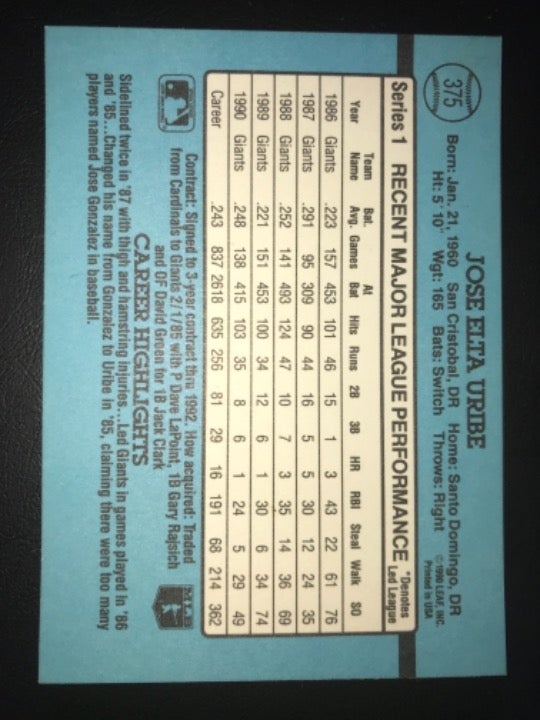 375
JOSE ELTA URIBE
Born: Jan. 21, 1960 San Cristobal, DR Home: Santo Domingo, DR
Ht: 5' 10" Wgt: 165 Bats: Switch Throws: Right
© 1990 LEAF, INC.
Printed in USA
Series 1 RECENT MAJOR LEAGUE PERFORMANCE *Denotes Led League
Year Team Name Bat. Avg. Games At Bat Hits Runs 2B 3B HR RBI Steal Walk SO
1986 Giants .223 157 453 101 46 15 1 3 43 22 61 76
1987 Giants .291 95 309 90 44 16 5 5 30 12 24 35
1988 Giants .252 141 493 124 47 10 7 3 35 14 36 69
1989 Giants .221 151 453 100 34 12 6 1 30 6 34 74
1990 Giants .248 138 415 103 35 8 6 1 24 5 29 49
Career .243 837 2618 635 256 81 29 16 191 68 214 362
Contract: Signed to 3-year contract thru 1992. How acquired: Traded
from Cardinals to Giants 2/1/85 with P Dave LaPoint, 1B Gary Rajsich
and OF David Green for 1B Jack Clark
MLB
CAREER HIGHLIGHTS
Sidelined twice in '87 with thigh and hamstring injuries...Led Giants in games played in '86
and '85...Changed his name from Gonzalez to Uribe in '85, claiming there were too many
players named Jose Gonzalez in baseball.